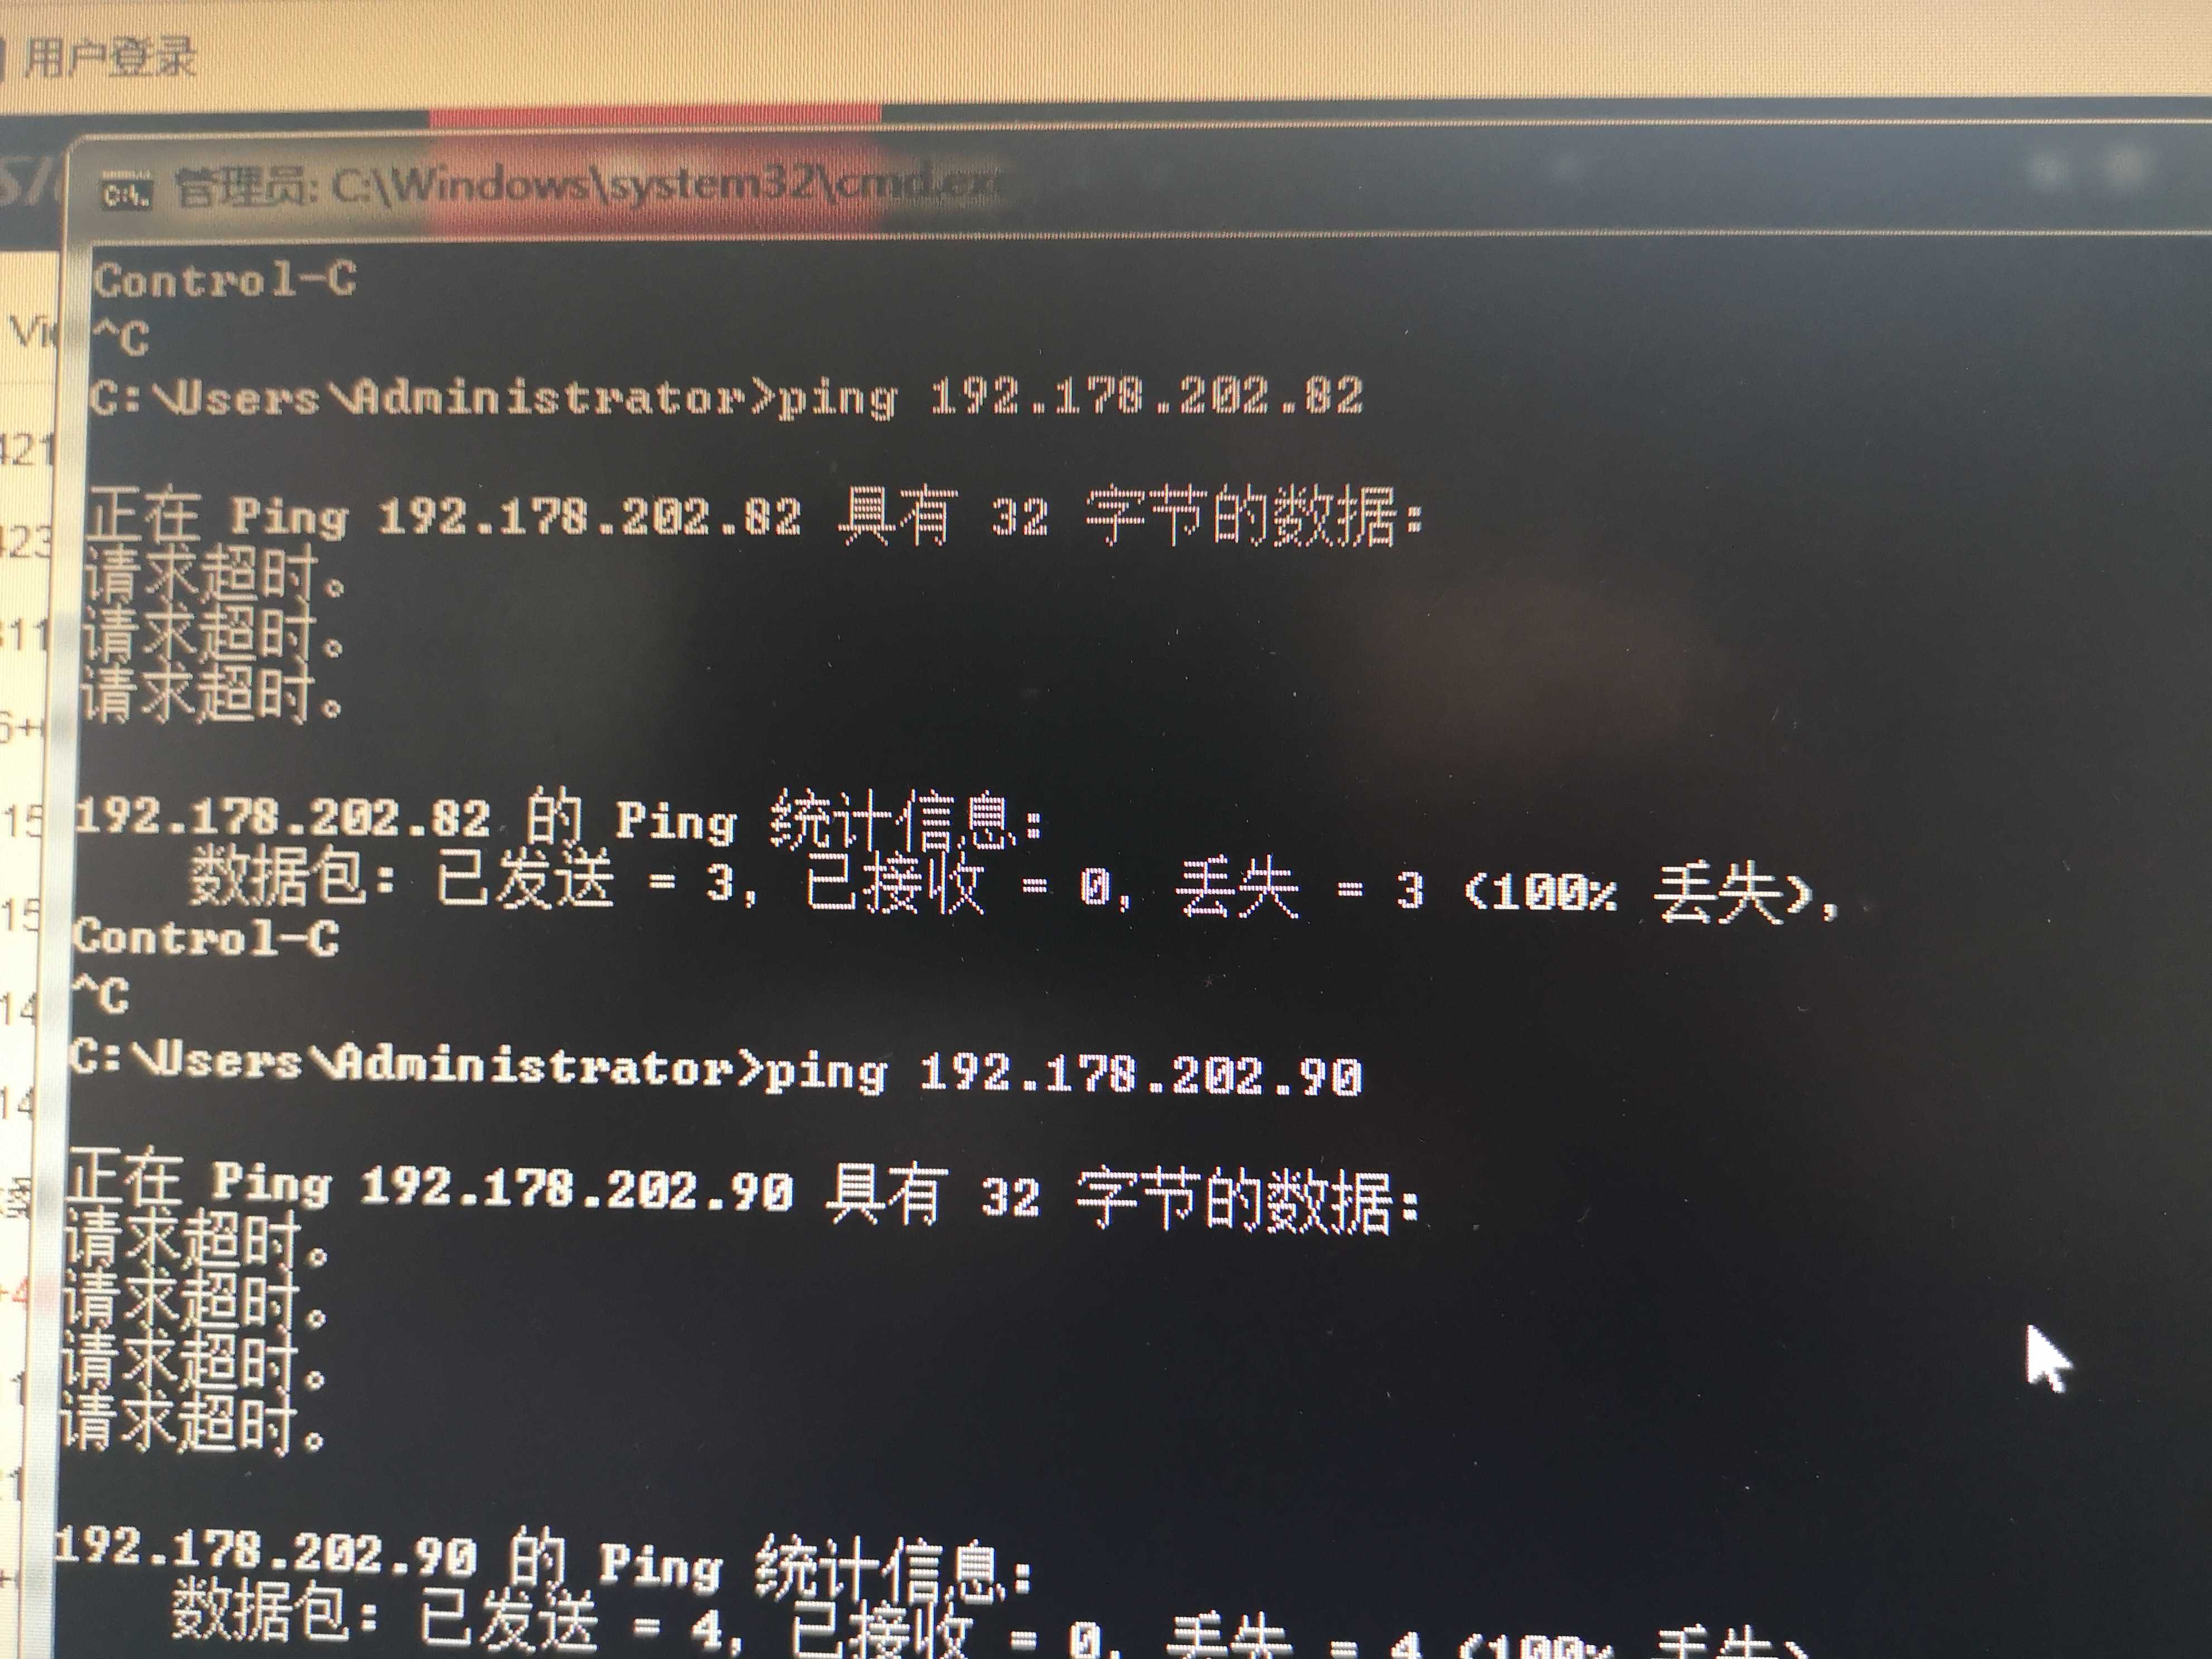 用户登录
管理员: C:\Windows\system32\cmd.ex
Control-C
^C
C:\Users\Administrator>ping 192.178.202.82
正在 Ping 192.178.202.82 具有 32 字节的数据:
请求超时。
请求超时。
请求超时。
192.178.202.82 的 Ping 统计信息:
数据包: 已发送 = 3, 已接收 = 0, 丢失 = 3 (100% 丢失),
Control-C
^C
C:\Users\Administrator>ping 192.178.202.90
正在 Ping 192.178.202.90 具有 32 字节的数据:
请求超时。
请求超时。
请求超时。
请求超时。
192.178.202.90 的 Ping 统计信息:
数据包: 已发送 = 4, 已接收 = 0, 丢失 = 4 (100% 丢失)